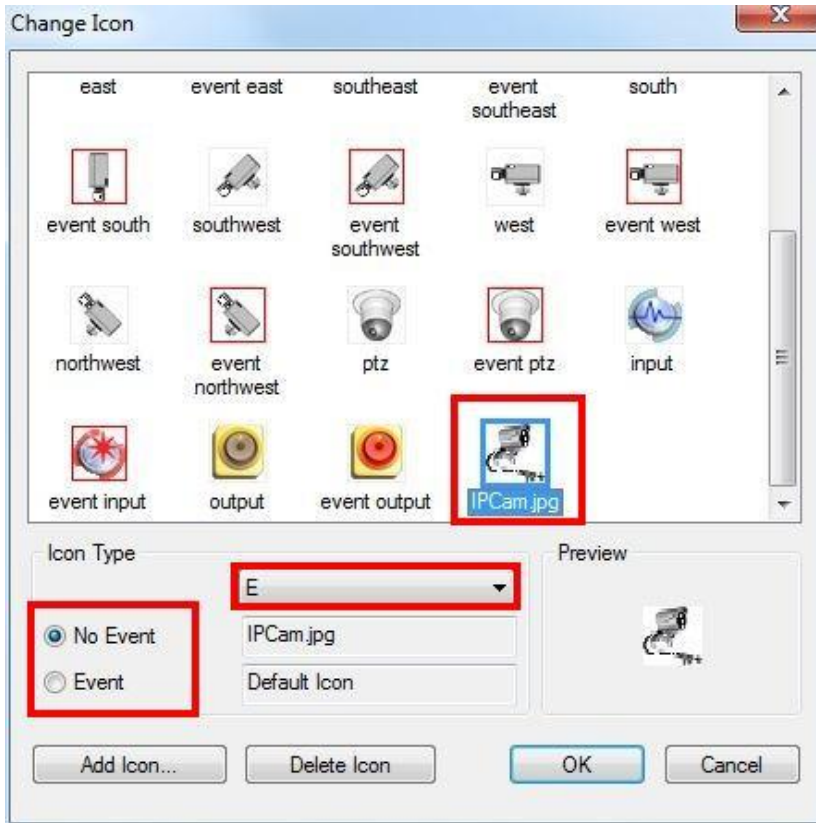 Change Icon
east event east southeast event south
southeast
event south southwest event west event west
southwest
northwest event ptz event ptz input
northwest
event input output event output IPCam.jpg
Icon Type Preview
E
No Event IPCam.jpg
Event Default Icon
Add Icon... Delete Icon OK Cancel